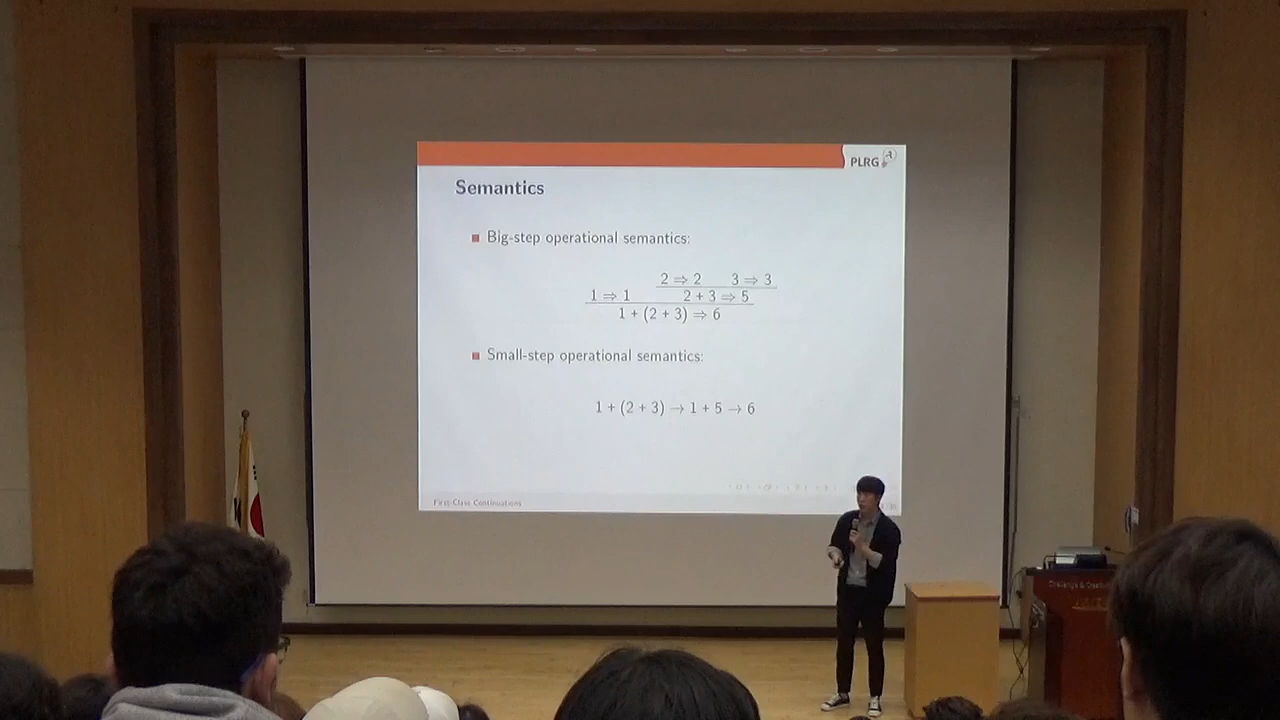 PLRG
Semantics
Big-step operational semantics:
2 ⇒ 2 3 ⇒ 3
1 ⇒ 1 2 + 3 ⇒ 5
1 + (2 + 3) ⇒ 6
Small-step operational semantics:
1 + (2 + 3) → 1 + 5 → 6
First-Class Continuations
Challenge &